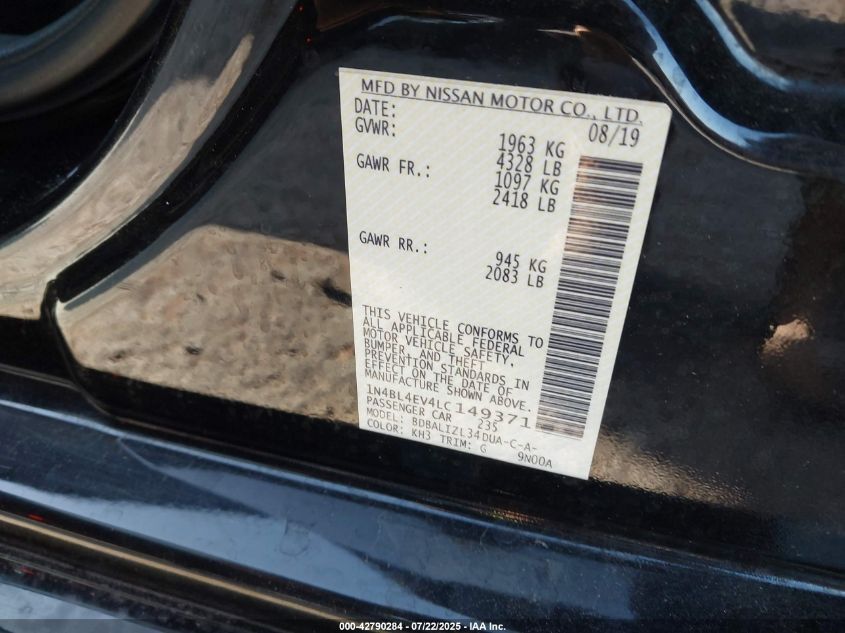 MFD BY NISSAN MOTOR CO., LTD.
DATE: 08/19
GVWR: 1963 KG
4328 LB
GAWR FR.: 1097 KG
2418 LB
GAWR RR.: 945 KG
2083 LB
THIS VEHICLE CONFORMS TO
ALL APPLICABLE FEDERAL
MOTOR VEHICLE SAFETY,
BUMPER, AND THEFT
PREVENTION STANDARDS IN
EFFECT ON THE DATE OF
MANUFACTURE SHOWN ABOVE.
1N4BL4EV4LC149371
PASSENGER CAR 235
MODEL: BDBALIZL34DUA-C-A-
COLOR: KH3 TRIM: G 9N00A
000-42790284 | 07/22/2025 - IAA Inc.